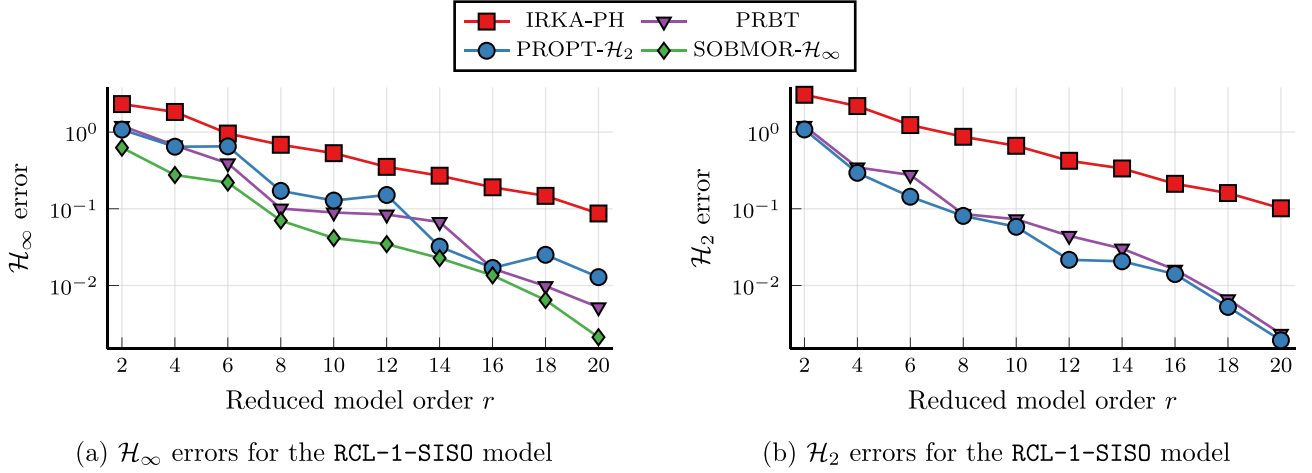 IRKA-PH PRBT
PROPT-ℋ₂ SOBMOR-ℋ∞
ℋ∞ error
10⁰
10⁻¹
10⁻²
2 4 6 8 10 12 14 16 18 20
Reduced model order r
(a) ℋ∞ errors for the RCL-1-SISO model
ℋ₂ error
10⁰
10⁻¹
10⁻²
2 4 6 8 10 12 14 16 18 20
Reduced model order r
(b) ℋ₂ errors for the RCL-1-SISO model